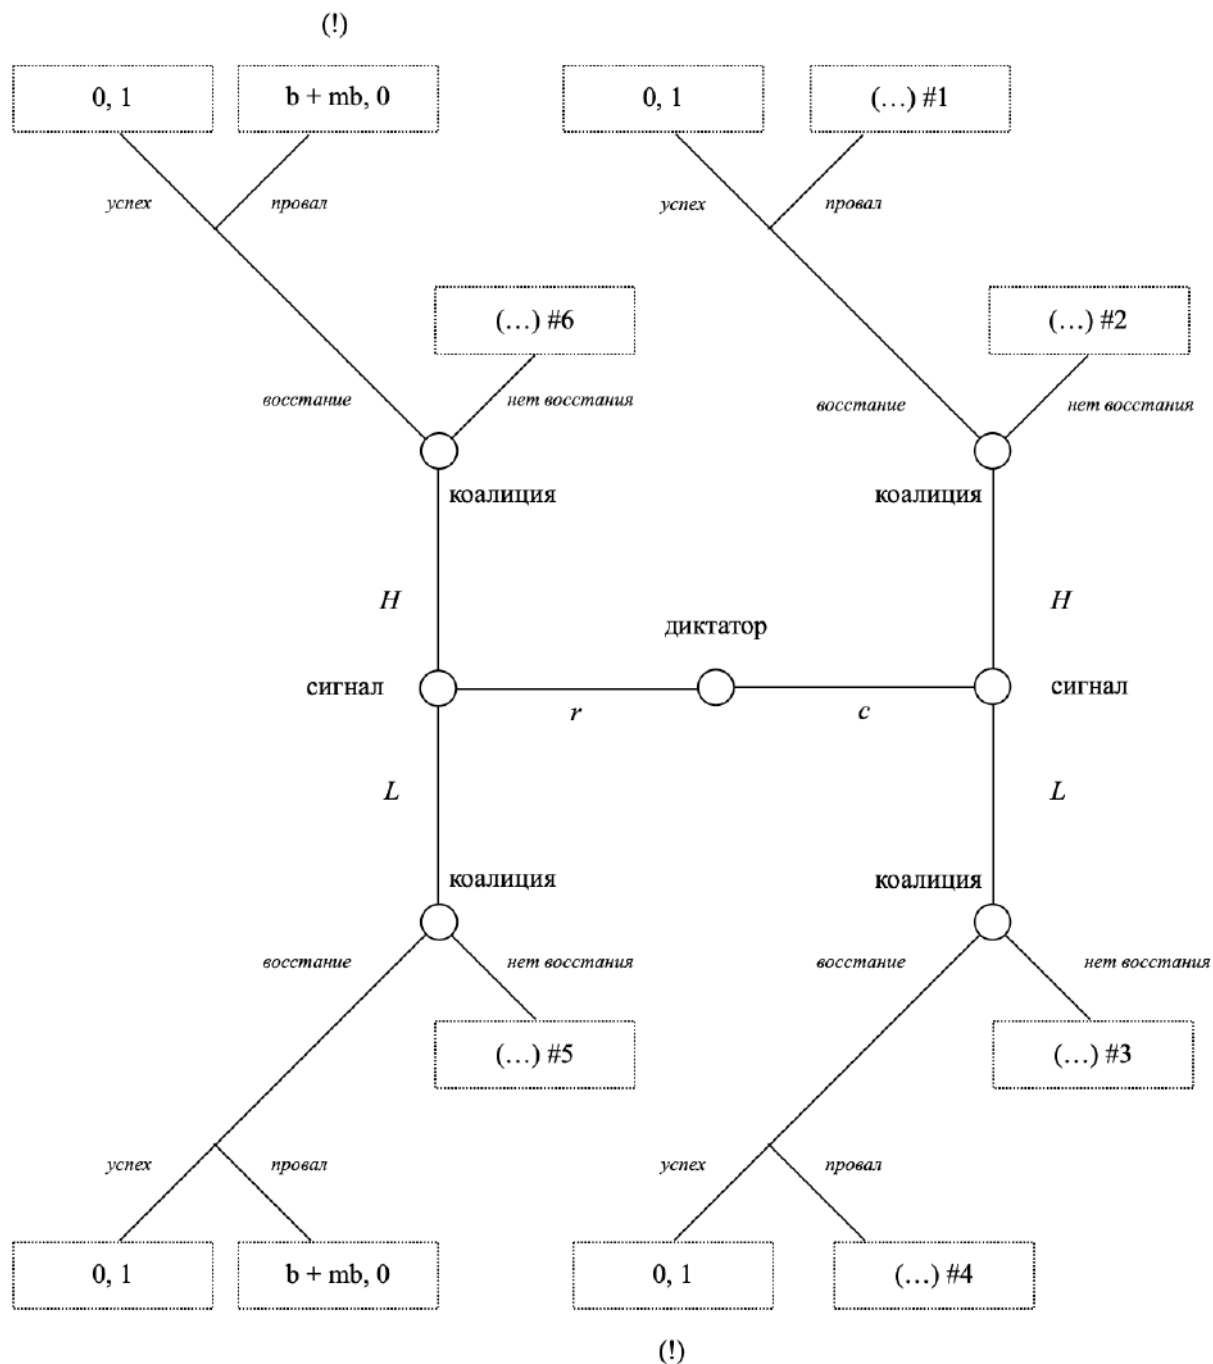 (!)
0, 1 b + mb, 0 0, 1 (…) #1
успех провал успех провал
(…) #6 (…) #2
восстание нет восстания восстание нет восстания
коалиция коалиция
H H
диктатор
сигнал сигнал
r c
L L
коалиция коалиция
восстание нет восстания восстание нет восстания
(…) #5 (…) #3
успех провал успех провал
0, 1 b + mb, 0 0, 1 (…) #4
(!)